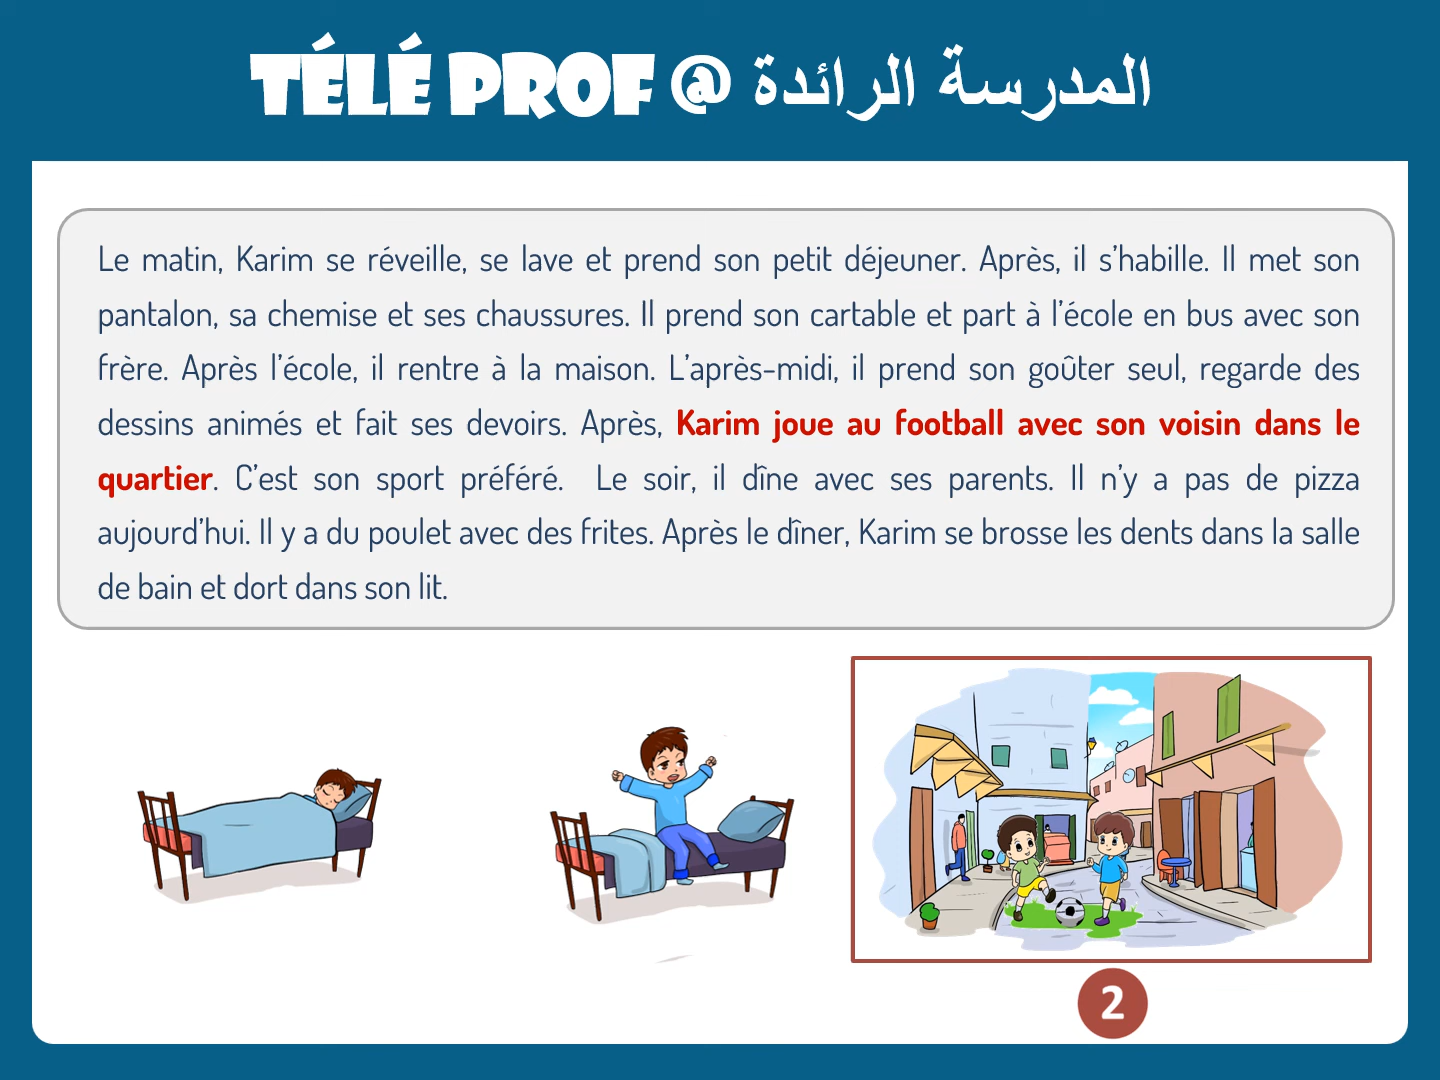 TÉLÉ PROF @ المدرسة الرائدة
Le matin, Karim se réveille, se lave et prend son petit déjeuner. Après, il s'habille. Il met son
pantalon, sa chemise et ses chaussures. Il prend son cartable et part à l'école en bus avec son
frère. Après l'école, il rentre à la maison. L'après-midi, il prend son goûter seul, regarde des
dessins animés et fait ses devoirs. Après, Karim joue au football avec son voisin dans le
quartier. C'est son sport préféré. Le soir, il dîne avec ses parents. Il n'y a pas de pizza
aujourd'hui. Il y a du poulet avec des frites. Après le dîner, Karim se brosse les dents dans la salle
de bain et dort dans son lit.
2